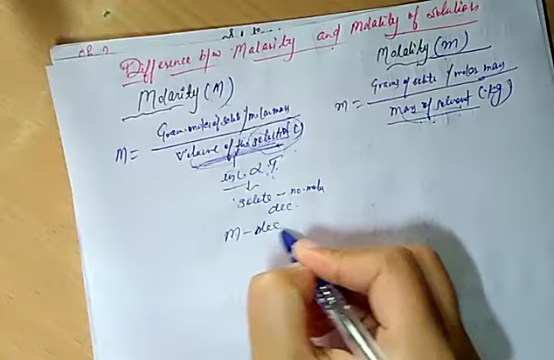 Difference b/w Molarity and Molality of solution
Molarity (M)
M = Gram moles of solute / molar mass
Volume of the solution (L)
inc. α T.
solute - no. mole
dec.
M - dec
Molality (m)
m = Grams of solute / molar mass
Mass of solvent (kg)